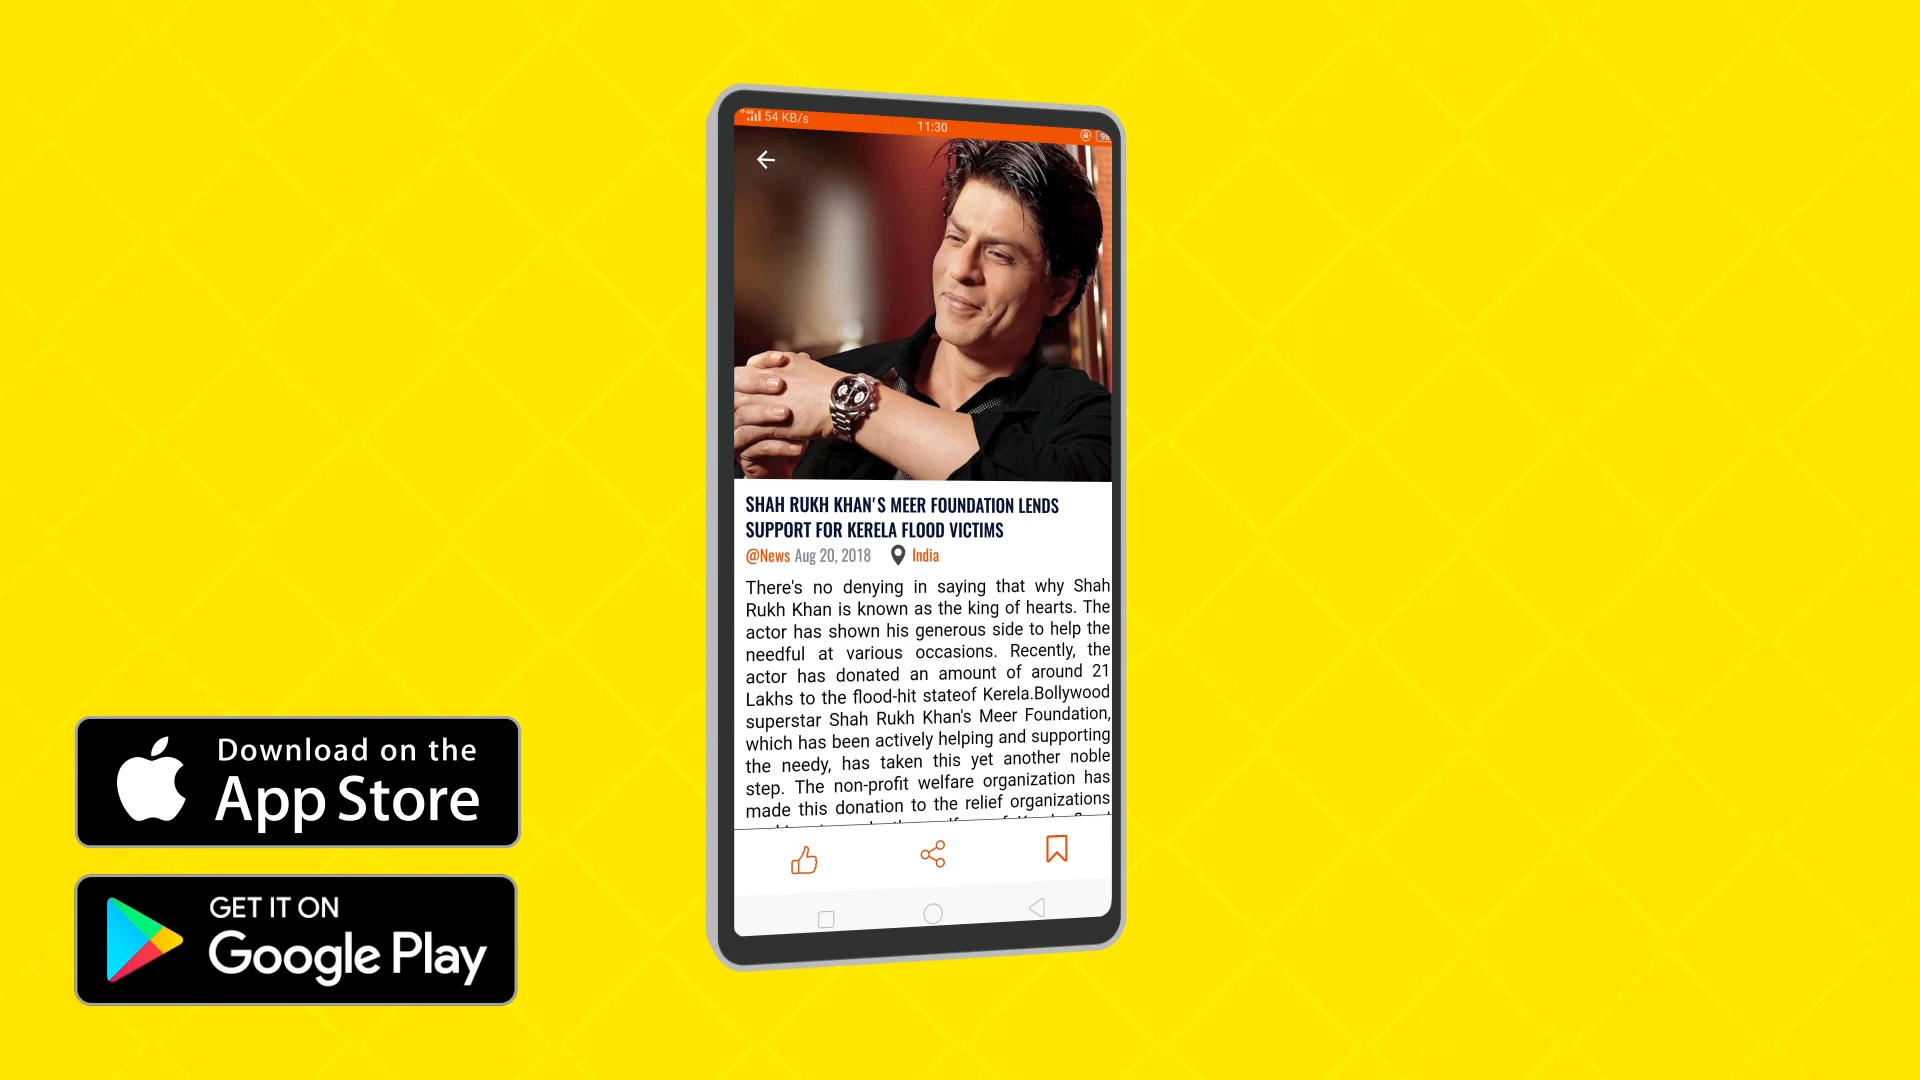 54 KB/s
11:30
SHAH RUKH KHAN'S MEER FOUNDATION LENDS
SUPPORT FOR KERELA FLOOD VICTIMS
@News Aug 20, 2018 India
There's no denying in saying that why Shah
Rukh Khan is known as the king of hearts. The
actor has shown his generous side to help the
needful at various occasions. Recently, the
actor has donated an amount of around 21
Lakhs to the flood-hit stateof Kerela.Bollywood
superstar Shah Rukh Khan's Meer Foundation,
which has been actively helping and supporting
the needy, has taken this yet another noble
step. The non-profit welfare organization has
made this donation to the relief organizations
Download on the
App Store
GET IT ON
Google Play